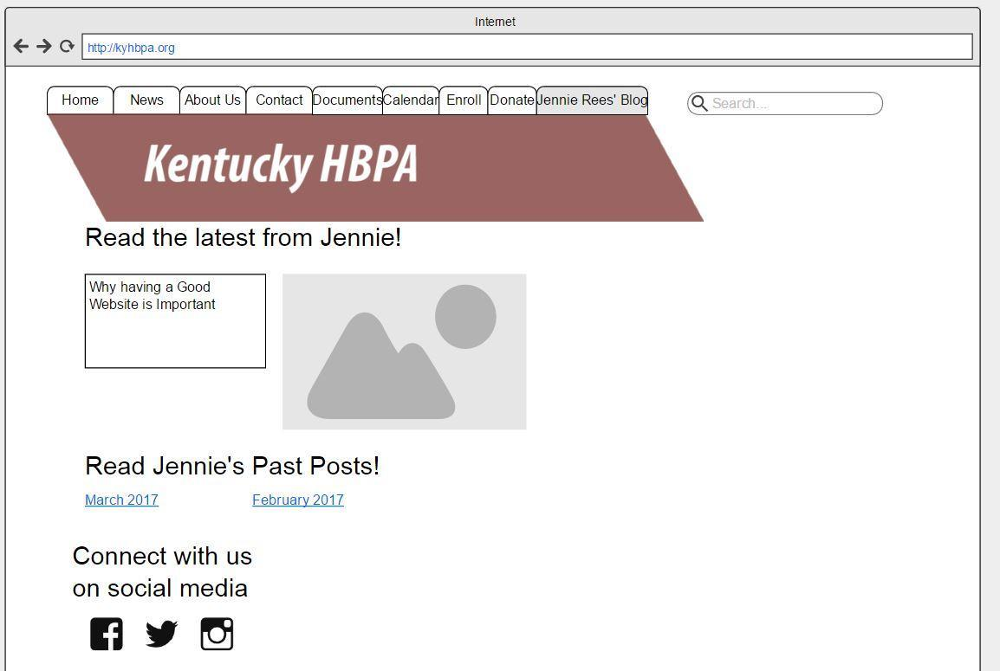 Internet
http://kyhbpa.org
Home News About Us Contact Documents Calendar Enroll Donate Jennie Rees' Blog
Search...
Kentucky HBPA
Read the latest from Jennie!
Why having a Good
Website is Important
Read Jennie's Past Posts!
March 2017 February 2017
Connect with us
on social media